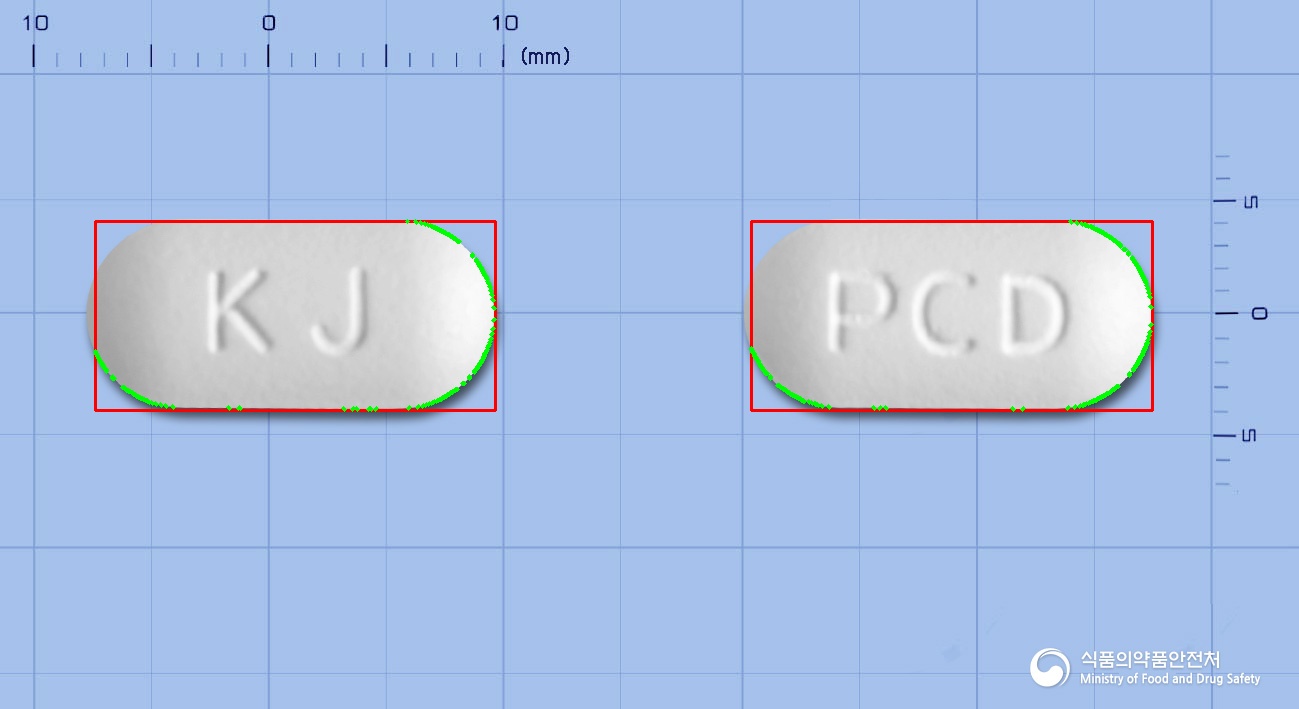 10 0 10 (mm)
5
0
5
KJ
PCD
식품의약품안전처
Ministry of Food and Drug Safety